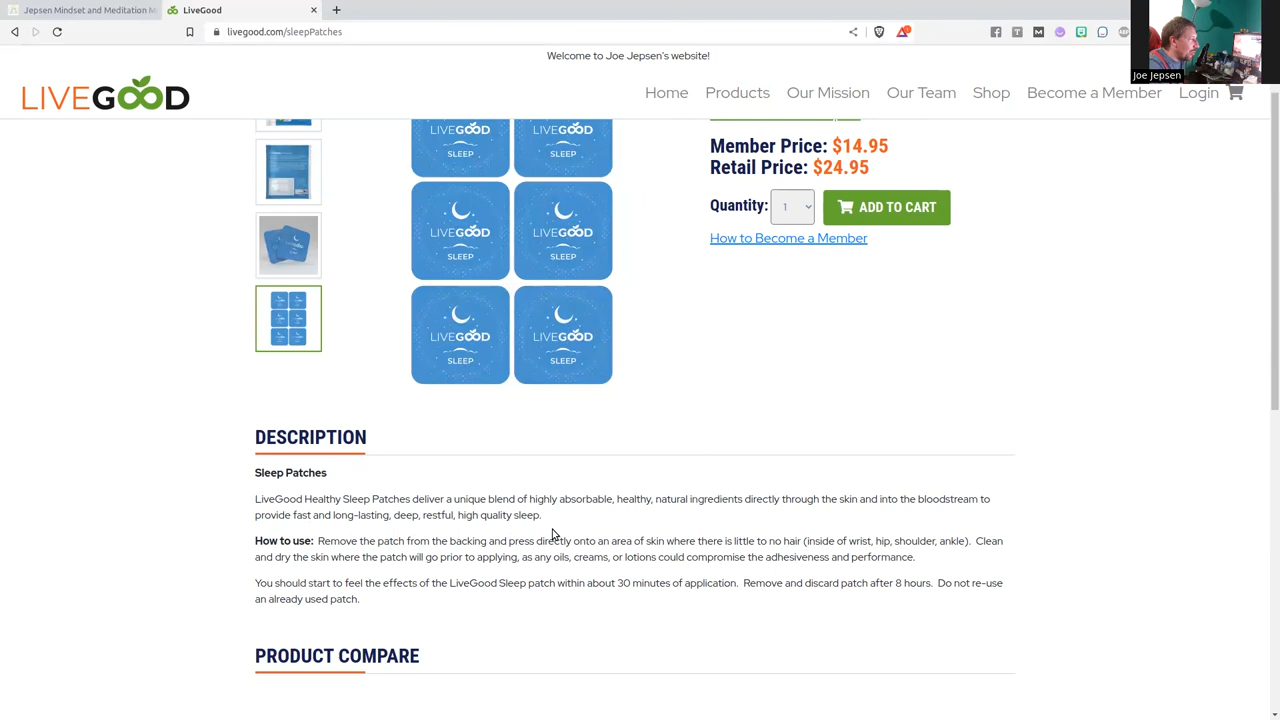 Jepsen Mindset and Meditation M
LiveGood
livegood.com/sleepPatches
Joe Jepsen
Welcome to Joe Jepsen's website!
LIVEGOOD
Home
Products
Our Mission
Our Team
Shop
Become a Member
Login
LIVEGOOD
SLEEP
LIVEGOOD
SLEEP
LIVEGOOD
SLEEP
LIVEGOOD
SLEEP
LIVEGOOD
SLEEP
LIVEGOOD
SLEEP
Member Price: $14.95
Retail Price: $24.95
Quantity: 1
ADD TO CART
How to Become a Member
DESCRIPTION
Sleep Patches
LiveGood Healthy Sleep Patches deliver a unique blend of highly absorbable, healthy, natural ingredients directly through the skin and into the bloodstream to
provide fast and long-lasting, deep, restful, high quality sleep.
How to use: Remove the patch from the backing and press directly onto an area of skin where there is little to no hair (inside of wrist, hip, shoulder, ankle). Clean
and dry the skin where the patch will go prior to applying, as any oils, creams, or lotions could compromise the adhesiveness and performance.
You should start to feel the effects of the LiveGood Sleep patch within about 30 minutes of application. Remove and discard patch after 8 hours. Do not re-use
an already used patch.
PRODUCT COMPARE